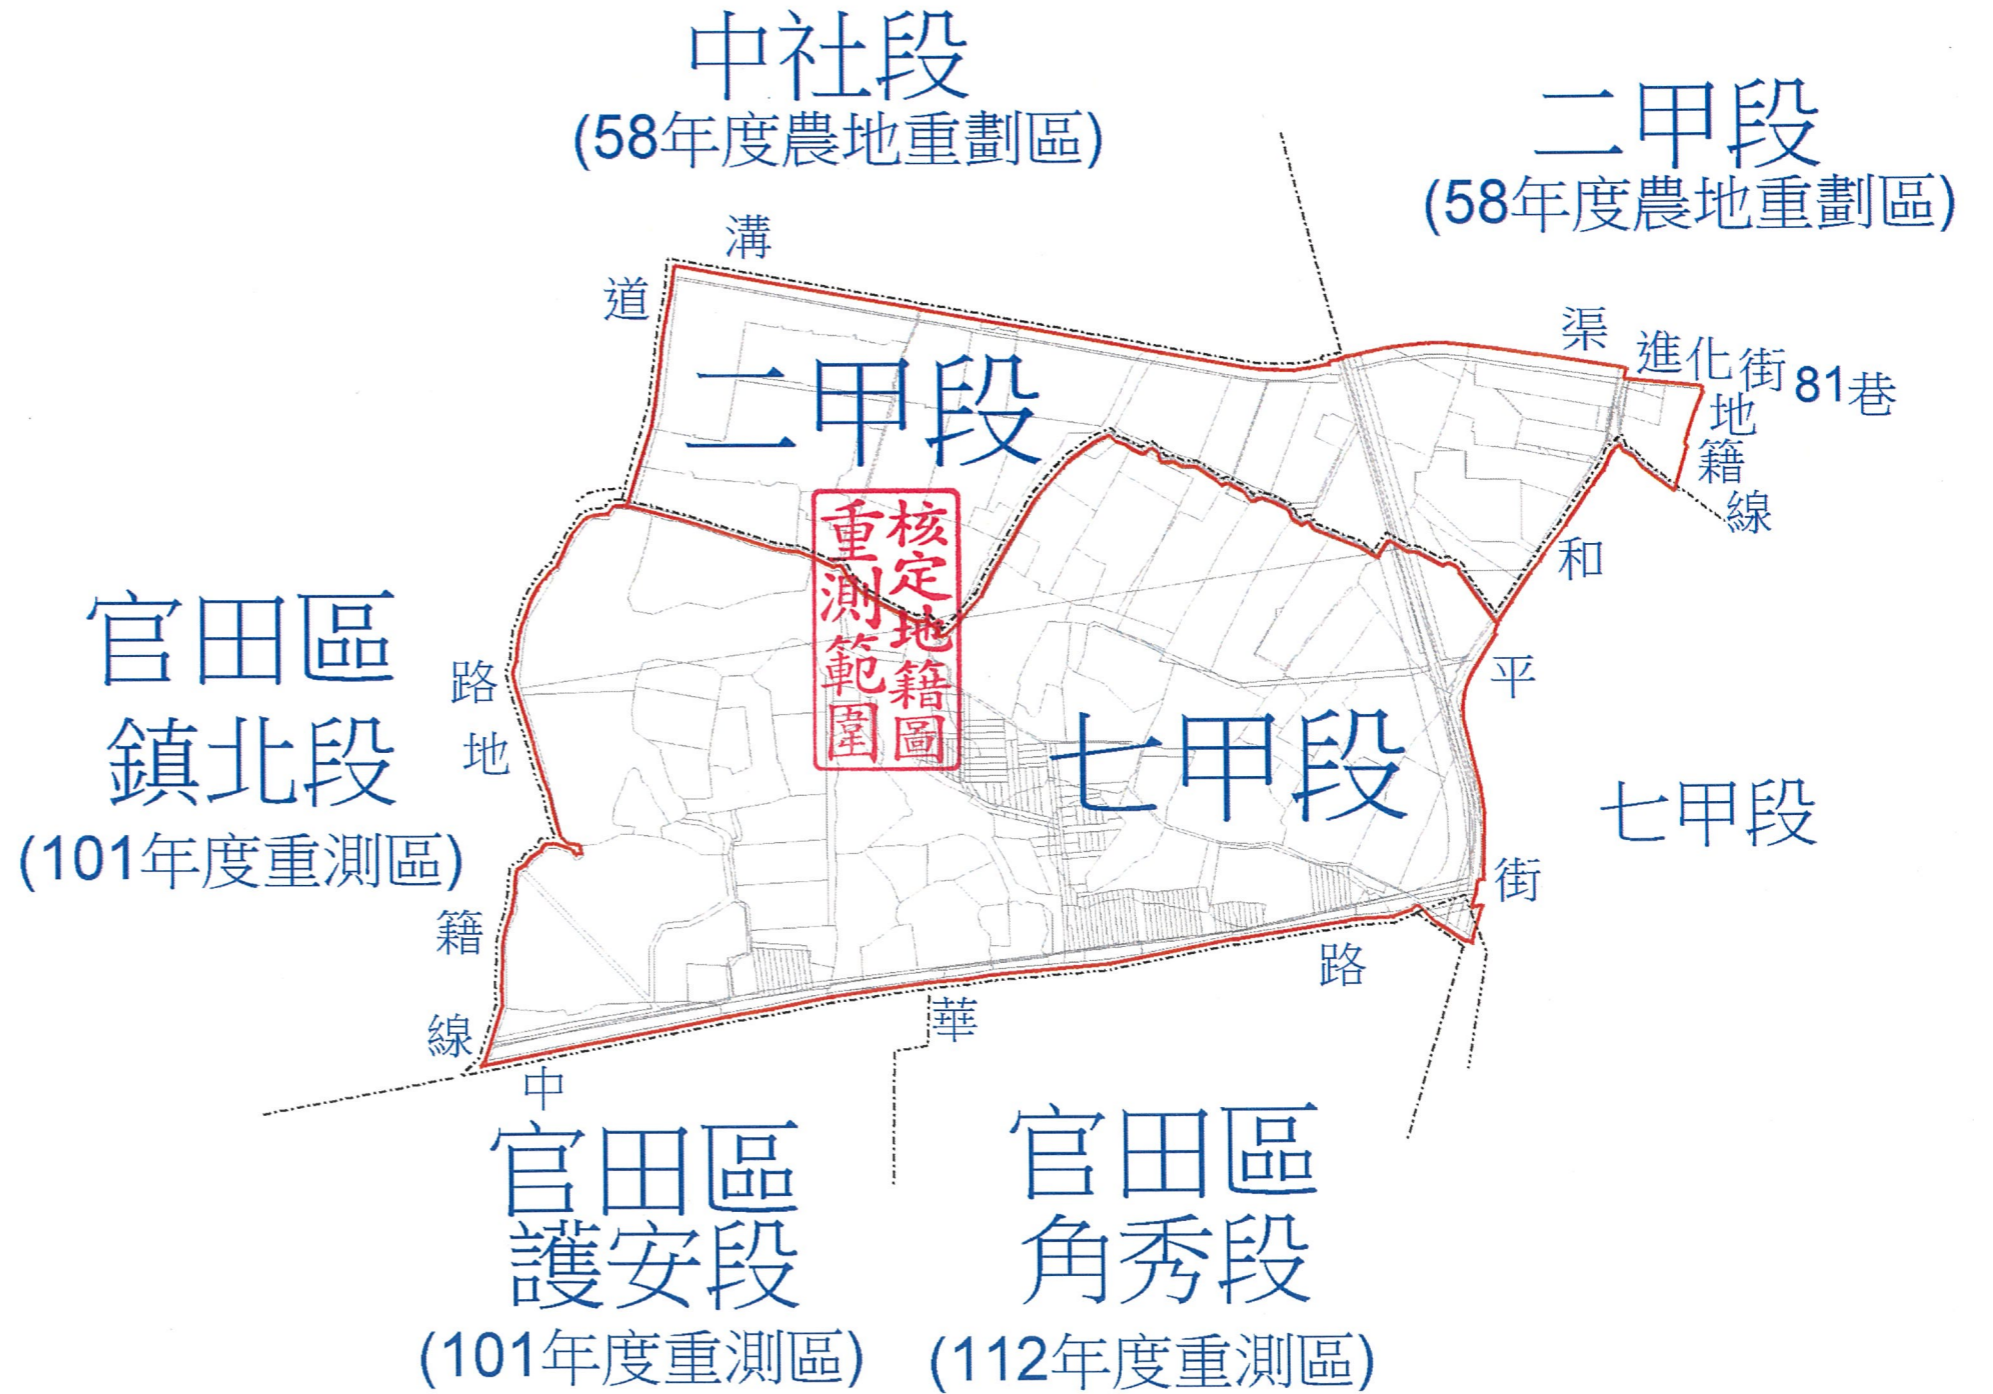 中社段
(58年度農地重劃區)
二甲段
(58年度農地重劃區)
溝
渠
道路
進化街81巷
地籍線
二甲段
核定地籍圖
重測範圍
官田區
鎮北段
(101年度重測區)
地籍線
七甲段
七甲段
和平街
中華路
官田區
護安段
(101年度重測區)
官田區
角秀段
(112年度重測區)